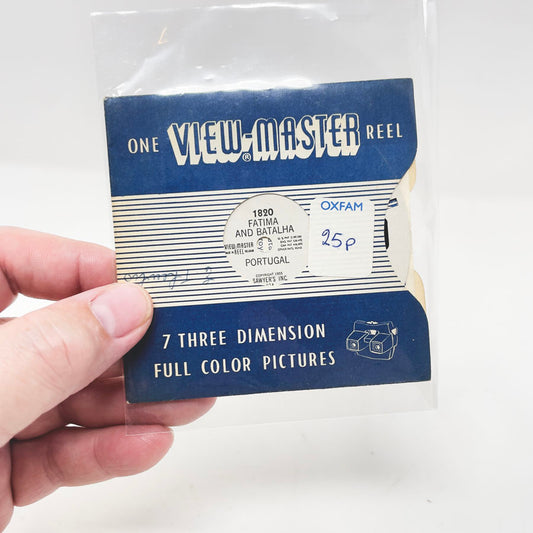 ONE VIEW-MASTER® REEL
1820
FATIMA
AND BATALHA
VIEW-MASTER
REEL
PORTUGAL
COPYRIGHT 1955
SAWYER'S INC.
OXFAM
25p
7 THREE DIMENSION
FULL COLOR PICTURES